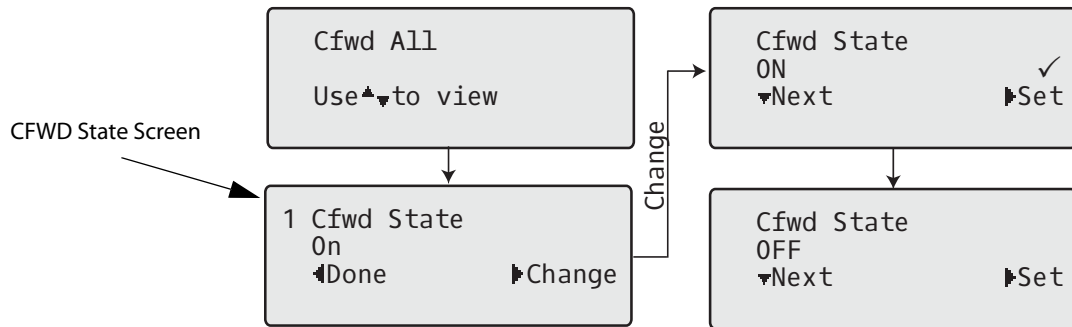 Cfwd All
Use▲▼to view
CFWD State Screen
1 Cfwd State
On
◀Done ▶Change
Change
Cfwd State
ON ✓
▼Next ▶Set
Cfwd State
OFF
▼Next ▶Set